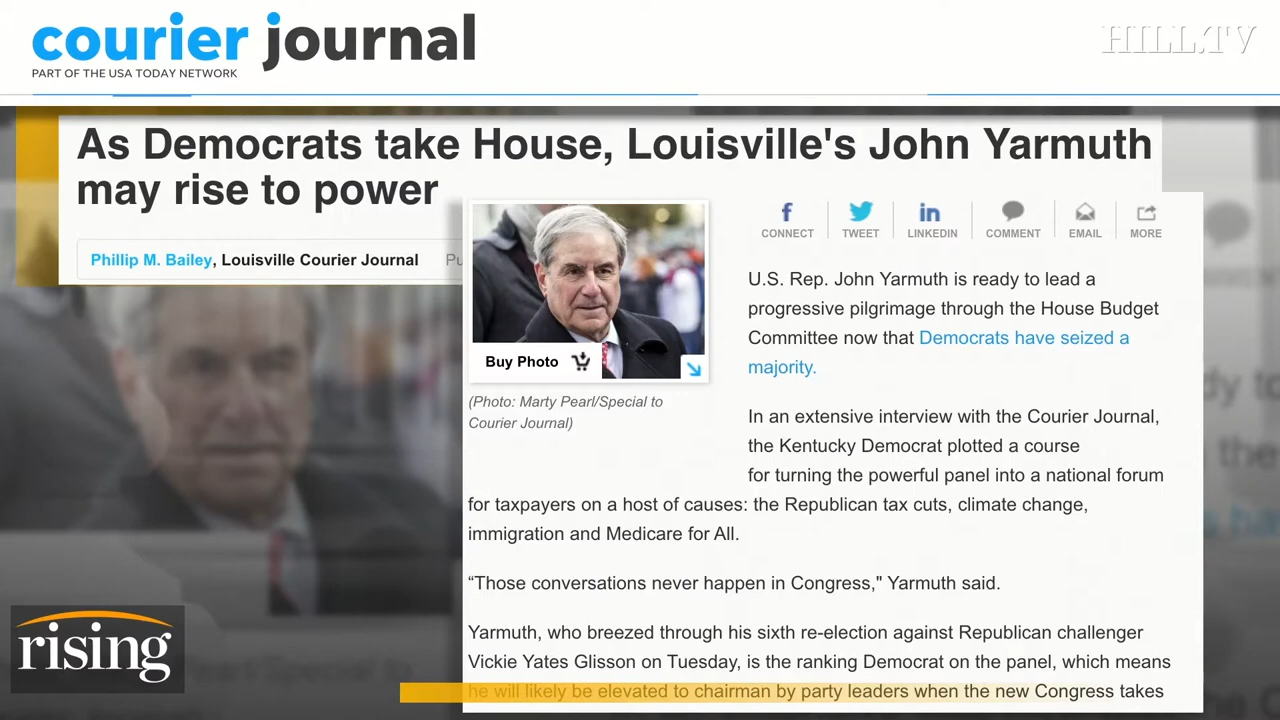 courier journal
PART OF THE USA TODAY NETWORK
HILL.TV
As Democrats take House, Louisville's John Yarmuth
may rise to power
Phillip M. Bailey, Louisville Courier Journal Pu
Buy Photo
(Photo: Marty Pearl/Special to
Courier Journal)
CONNECT TWEET LINKEDIN COMMENT EMAIL MORE
U.S. Rep. John Yarmuth is ready to lead a
progressive pilgrimage through the House Budget
Committee now that Democrats have seized a
majority.
In an extensive interview with the Courier Journal,
the Kentucky Democrat plotted a course
for turning the powerful panel into a national forum
for taxpayers on a host of causes: the Republican tax cuts, climate change,
immigration and Medicare for All.
“Those conversations never happen in Congress," Yarmuth said.
Yarmuth, who breezed through his sixth re-election against Republican challenger
Vickie Yates Glisson on Tuesday, is the ranking Democrat on the panel, which means
he will likely be elevated to chairman by party leaders when the new Congress takes
rising